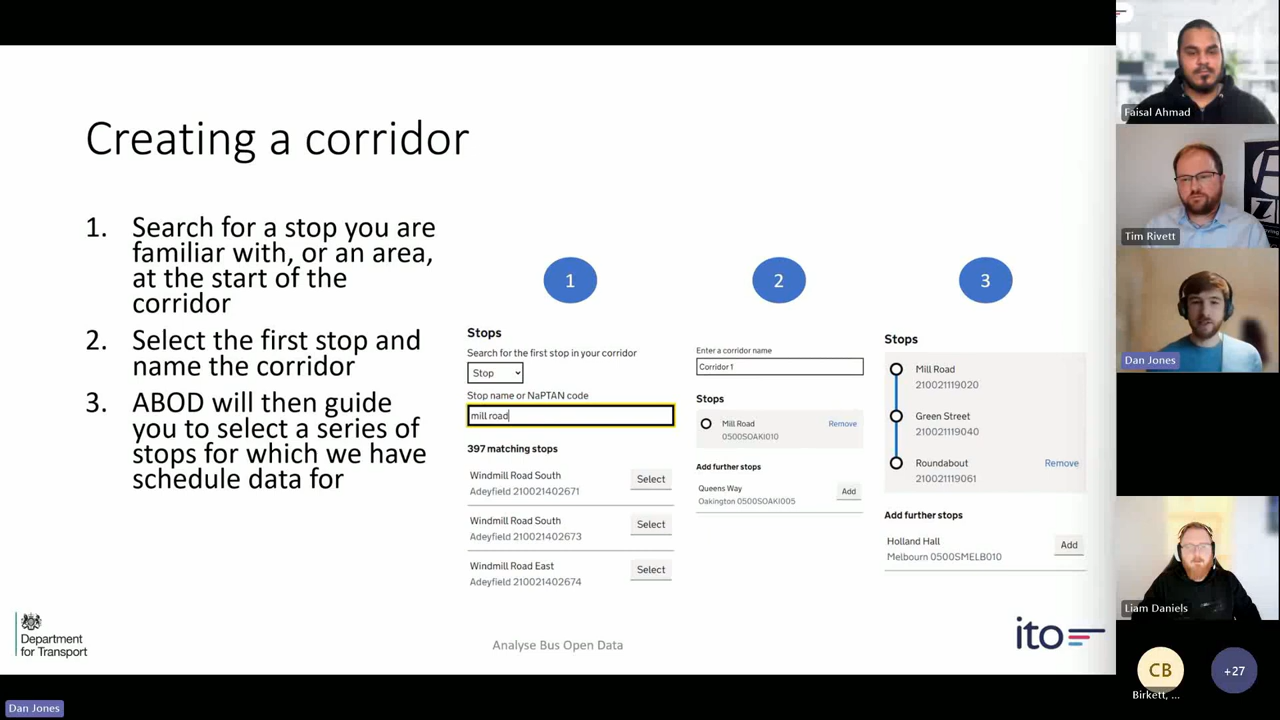 Creating a corridor
1. Search for a stop you are
familiar with, or an area,
at the start of the
corridor
2. Select the first stop and
name the corridor
3. ABOD will then guide
you to select a series of
stops for which we have
schedule data for
1
Stops
Search for the first stop in your corridor
Stop
Stop name or NaPTAN code
mill road
397 matching stops
Windmill Road South
Adeyfield 210021402671
Select
Windmill Road South
Adeyfield 210021402673
Select
Windmill Road East
Adeyfield 210021402674
Select
2
Enter a corridor name
Corridor 1
Stops
Mill Road
0500SOAKI010
Remove
Add further stops
Queens Way
Oakington 0500SOAKI005
Add
3
Stops
Mill Road
210021119020
Green Street
210021119040
Roundabout
210021119061
Remove
Add further stops
Holland Hall
Melbourn 0500SMELB010
Add
Department
for Transport
Analyse Bus Open Data
ito
Faisal Ahmad
Tim Rivett
Dan Jones
Liam Daniels
CB
Birkett, ...
+27
Dan Jones